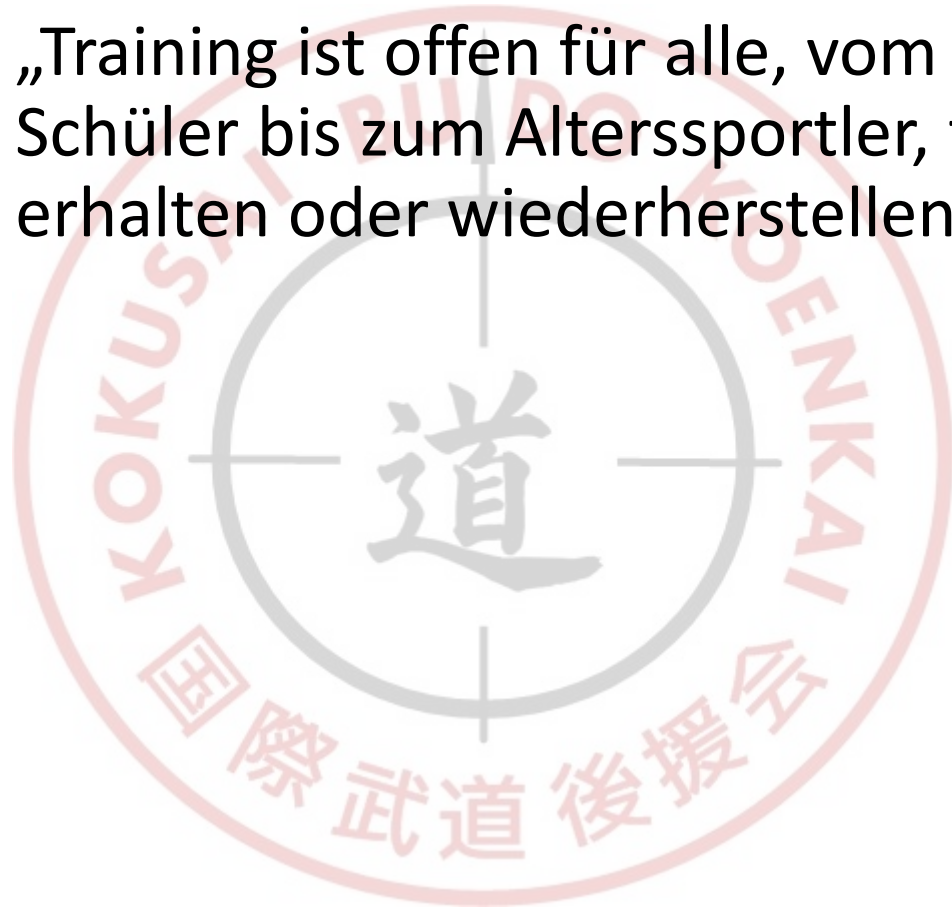 „Training ist offen für alle, vom
Schüler bis zum Alterssportler,
erhalten oder wiederherstellen
KOKUSAI BUDO KOENKAI
道
国際武道後援会